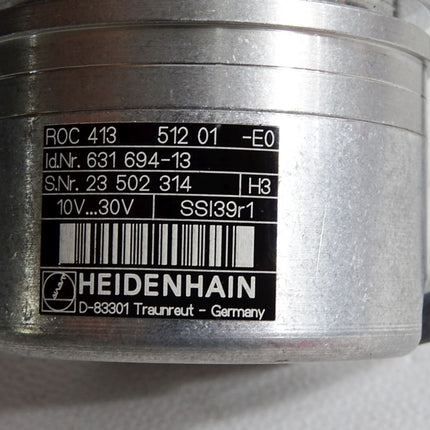 ROC 413 512 01 -E0
Id.Nr. 631 694-13
S.Nr. 23 502 314 H3
10V...30V SSI39r1
HEIDENHAIN
D-83301 Traunreut - Germany